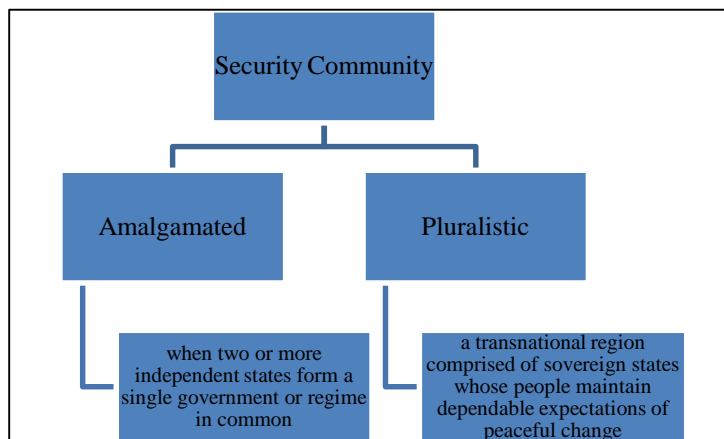 Security Community
Amalgamated
Pluralistic
when two or more
independent states form a
single government or regime
in common
a transnational region
comprised of sovereign states
whose people maintain
dependable expectations of
peaceful change